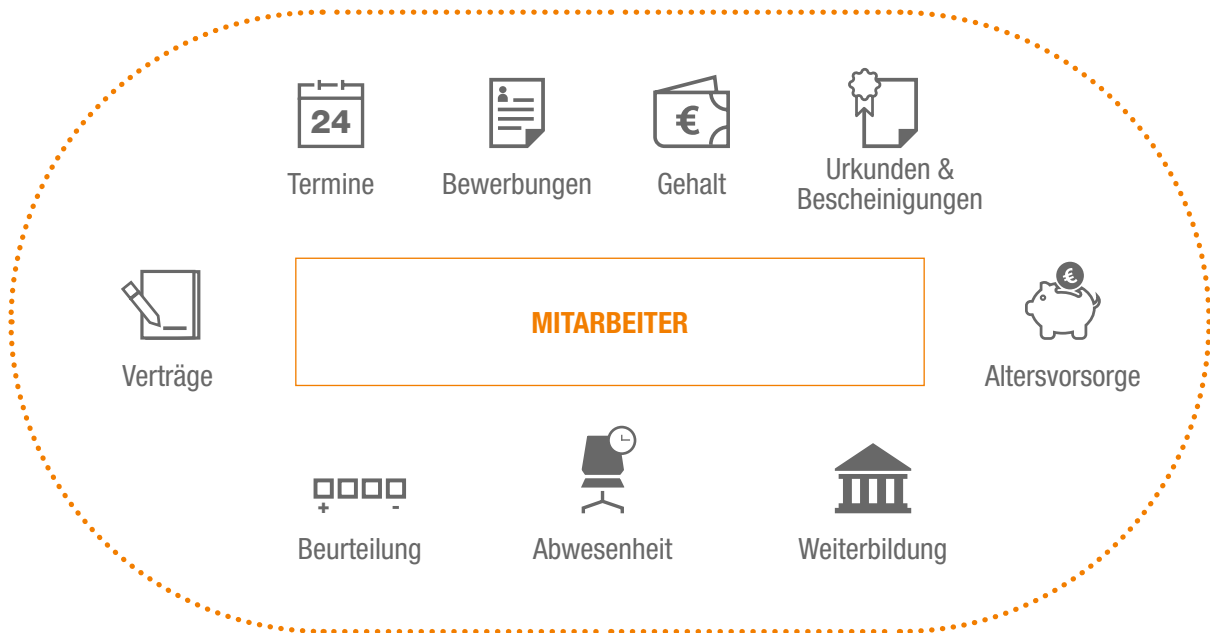 24
€
Termine
Bewerbungen
Gehalt
Urkunden &
Bescheinigungen
€
MITARBEITER
Verträge
Altersvorsorge
+ -
Beurteilung
Abwesenheit
Weiterbildung